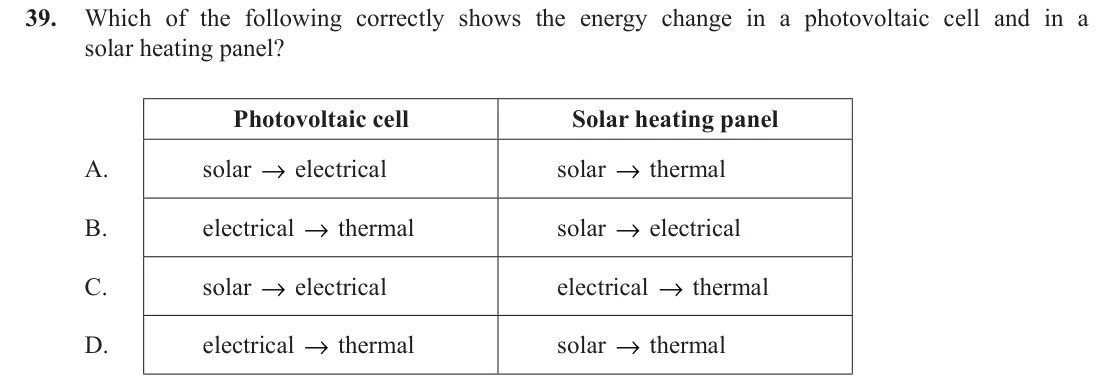 39. Which of the following correctly shows the energy change in a photovoltaic cell and in a
solar heating panel?
Photovoltaic cell Solar heating panel
A. solar → electrical solar → thermal
B. electrical → thermal solar → electrical
C. solar → electrical electrical → thermal
D. electrical → thermal solar → thermal